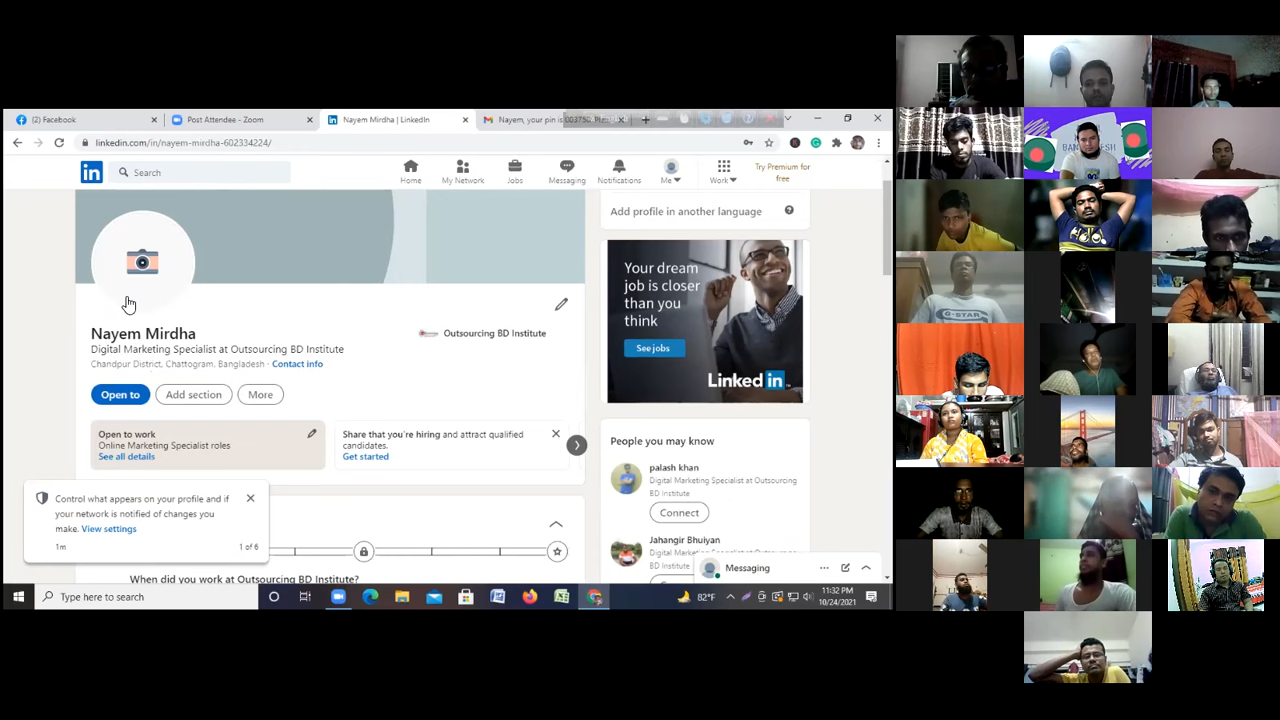 (2) Facebook
Post Attendee - Zoom
Nayem Mirdha | LinkedIn
Nayem, your pin is 003750. Plea
linkedin.com/in/nayem-mirdha-602334224/
in
Search
Home
My Network
Jobs
Messaging
Notifications
Me
Work
Try Premium for
free
Add profile in another language
Your dream
job is closer
than you
think
See jobs
Linked in
Nayem Mirdha
Outsourcing BD Institute
Digital Marketing Specialist at Outsourcing BD Institute
Chandpur District, Chattogram, Bangladesh · Contact info
Open to
Add section
More
Open to work
Online Marketing Specialist roles
See all details
Share that you're hiring and attract qualified
candidates.
Get started
People you may know
palash khan
Digital Marketing Specialist at Outsourcing
BD Institute
Connect
Jahangir Bhuiyan
Control what appears on your profile and if
your network is notified of changes you
make. View settings
1m
1 of 6
When did you work at Outsourcing BD Institute?
Messaging
Type here to search
82°F
11:32 PM
10/24/2021
G-STAR